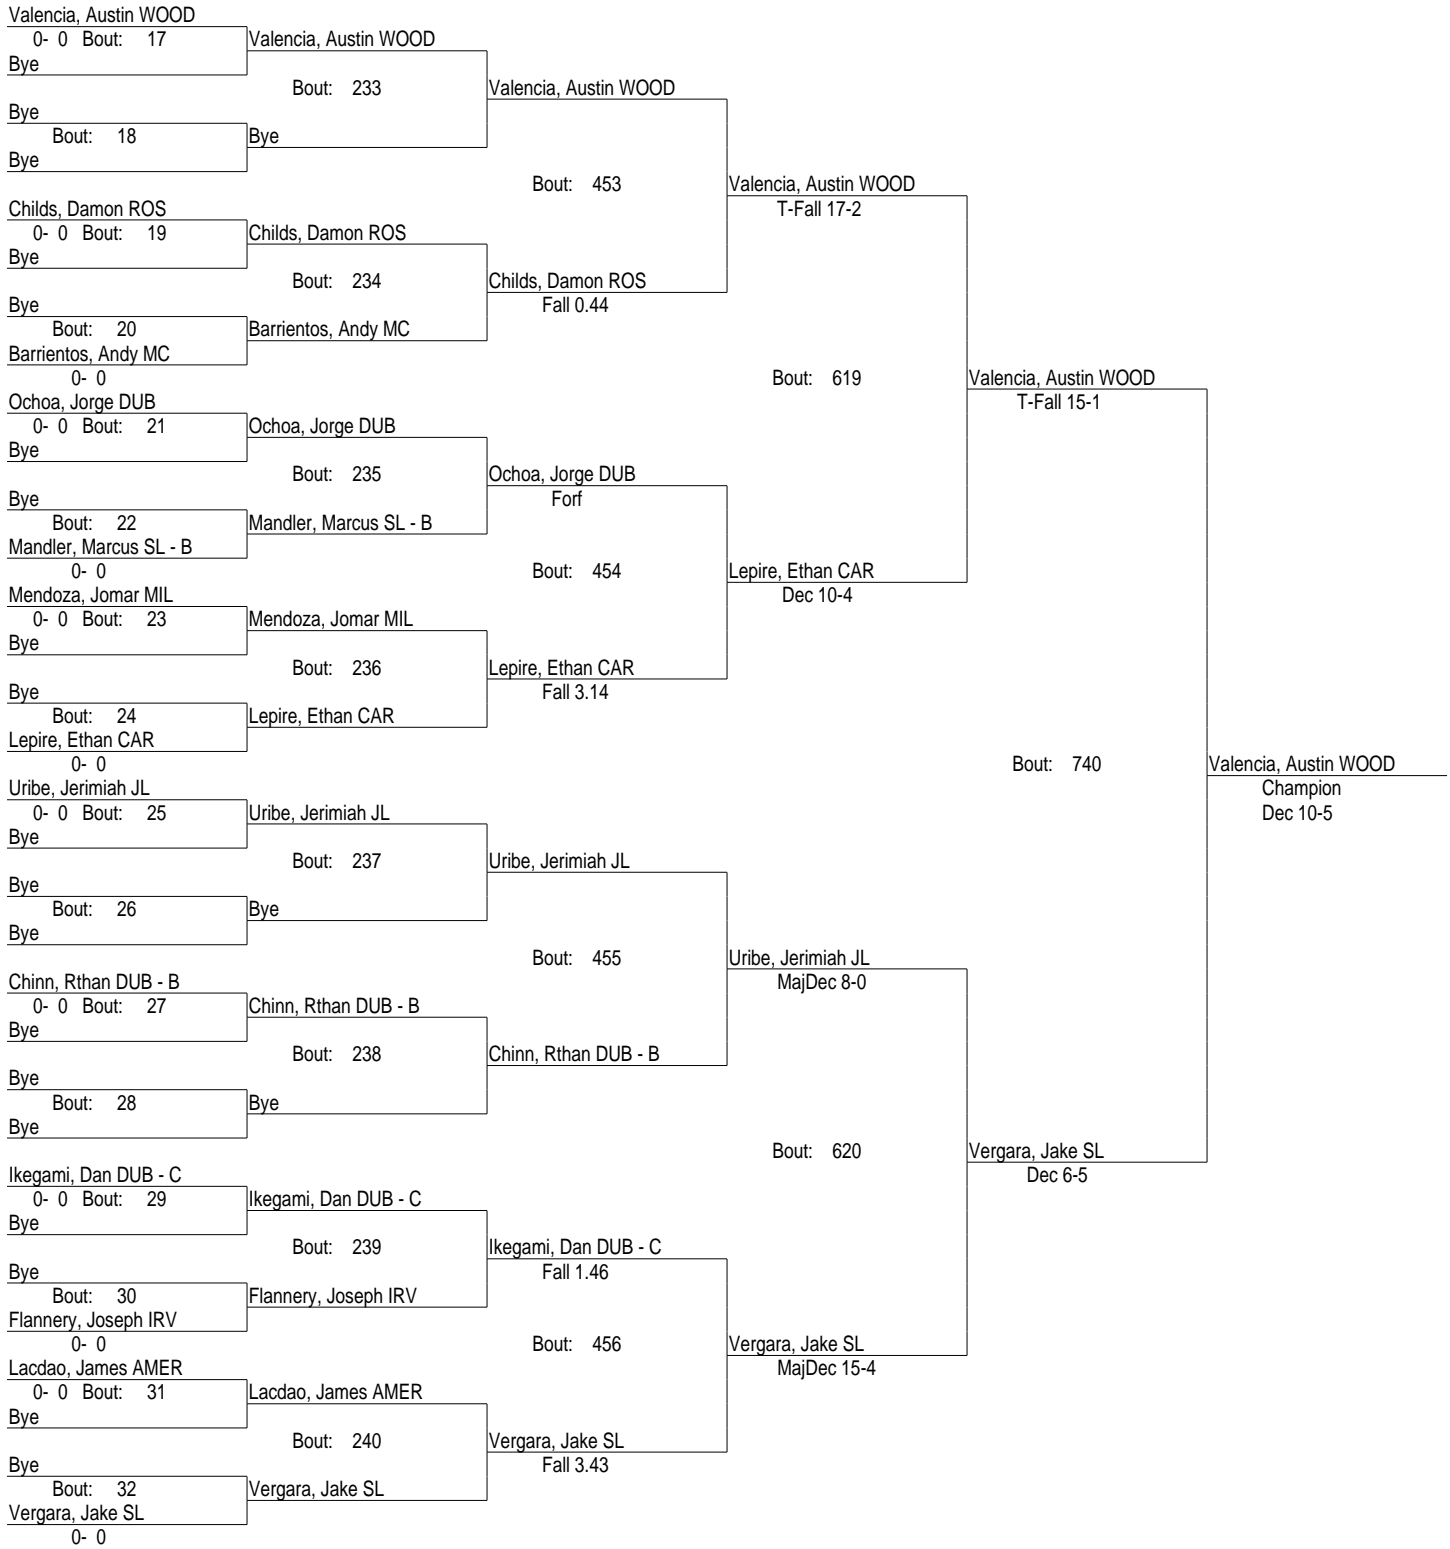 Valencia, Austin WOOD
0- 0 Bout: 17 Valencia, Austin WOOD
Bye
Bout: 233 Valencia, Austin WOOD
Bye
Bout: 18 Bye
Bye
Bout: 453 Valencia, Austin WOOD
Childs, Damon ROS T-Fall 17-2
0- 0 Bout: 19 Childs, Damon ROS
Bye
Bout: 234 Childs, Damon ROS
Bye Fall 0.44
Bout: 20 Barrientos, Andy MC
Barrientos, Andy MC
0- 0 Bout: 619 Valencia, Austin WOOD
Ochoa, Jorge DUB T-Fall 15-1
0- 0 Bout: 21 Ochoa, Jorge DUB
Bye
Bout: 235 Ochoa, Jorge DUB
Bye Forf
Bout: 22 Mandler, Marcus SL - B
Mandler, Marcus SL - B
0- 0 Bout: 454 Lepire, Ethan CAR
Mendoza, Jomar MIL Dec 10-4
0- 0 Bout: 23 Mendoza, Jomar MIL
Bye
Bout: 236 Lepire, Ethan CAR
Bye Fall 3.14
Bout: 24 Lepire, Ethan CAR
Lepire, Ethan CAR
0- 0 Bout: 740 Valencia, Austin WOOD
Uribe, Jerimiah JL Champion
0- 0 Bout: 25 Uribe, Jerimiah JL Dec 10-5
Bye
Bout: 237 Uribe, Jerimiah JL
Bye
Bout: 26 Bye
Bye
Bout: 455 Uribe, Jerimiah JL
Chinn, Rthan DUB - B MajDec 8-0
0- 0 Bout: 27 Chinn, Rthan DUB - B
Bye
Bout: 238 Chinn, Rthan DUB - B
Bye
Bout: 28 Bye
Bye
Bout: 620 Vergara, Jake SL
Ikegami, Dan DUB - C Dec 6-5
0- 0 Bout: 29 Ikegami, Dan DUB - C
Bye
Bout: 239 Ikegami, Dan DUB - C
Bye Fall 1.46
Bout: 30 Flannery, Joseph IRV
Flannery, Joseph IRV
0- 0 Bout: 456 Vergara, Jake SL
Lacdao, James AMER MajDec 15-4
0- 0 Bout: 31 Lacdao, James AMER
Bye
Bout: 240 Vergara, Jake SL
Bye Fall 3.43
Bout: 32 Vergara, Jake SL
Vergara, Jake SL
0- 0